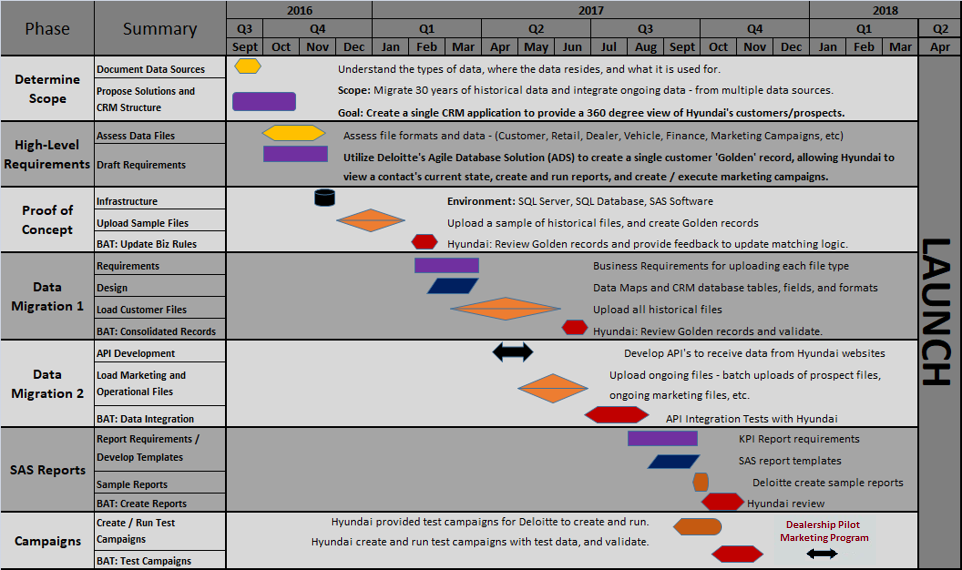 Phase
Summary
2016
2017
2018
Q3
Q4
Q1
Q2
Q3
Q4
Q1
Q2
Sept
Oct
Nov
Dec
Jan
Feb
Mar
Apr
May
Jun
Jul
Aug
Sept
Oct
Nov
Dec
Jan
Feb
Mar
Apr
Determine
Scope
Document Data Sources
Understand the types of data, where the data resides, and what it is used for.
Propose Solutions and
CRM Structure
Scope: Migrate 30 years of historical data and integrate ongoing data - from multiple data sources.
Goal: Create a single CRM application to provide a 360 degree view of Hyundai's customers/prospects.
High-Level
Requirements
Assess Data Files
Assess file formats and data - (Customer, Retail, Dealer, Vehicle, Finance, Marketing Campaigns, etc)
Draft Requirements
Utilize Deloitte's Agile Database Solution (ADS) to create a single customer 'Golden' record, allowing Hyundai to
view a contact's current state, create and run reports, and create / execute marketing campaigns.
Proof of
Concept
Infrastructure
Environment: SQL Server, SQL Database, SAS Software
Upload Sample Files
Upload a sample of historical files, and create Golden records
BAT: Update Biz Rules
Hyundai: Review Golden records and provide feedback to update matching logic.
Data
Migration 1
Requirements
Business Requirements for uploading each file type
Design
Data Maps and CRM database tables, fields, and formats
Load Customer Files
Upload all historical files
BAT: Consolidated Records
Hyundai: Review Golden records and validate.
Data
Migration 2
API Development
Develop API's to receive data from Hyundai websites
Load Marketing and
Operational Files
Upload ongoing files - batch uploads of prospect files,
ongoing marketing files, etc.
BAT: Data Integration
API Integration Tests with Hyundai
SAS Reports
Report Requirements /
Develop Templates
KPI Report requirements
SAS report templates
Sample Reports
Deloitte create sample reports
BAT: Create Reports
Hyundai review
Campaigns
Create / Run Test
Campaigns
Hyundai provided test campaigns for Deloitte to create and run.
Hyundai create and run test campaigns with test data, and validate.
BAT: Test Campaigns
Dealership Pilot
Marketing Program
LAUNCH